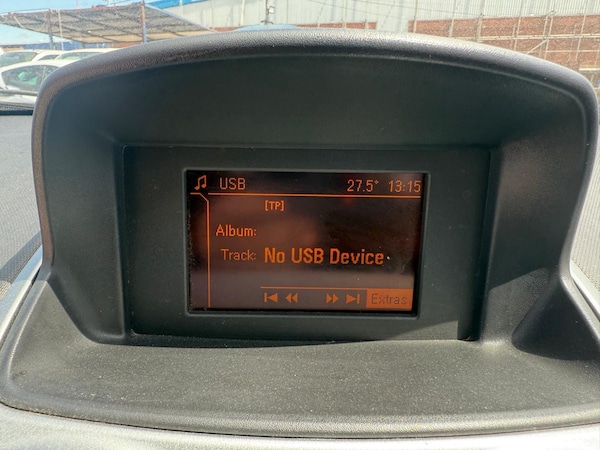 USB 27.5° 13:15
[TP]
Album:
Track: No USB Device
Extras